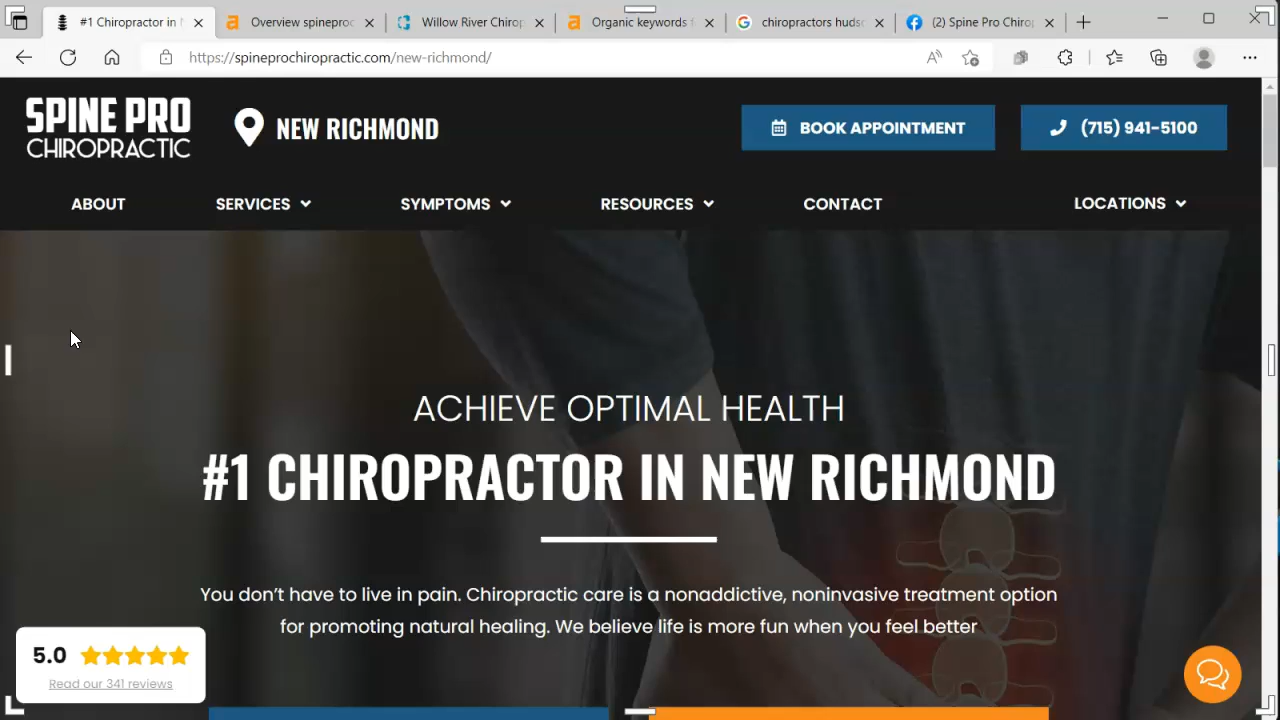 #1 Chiropractor in N
Overview spineproc
Willow River Chirop
Organic keywords f
chiropractors huds
(2) Spine Pro Chirop
https://spineprochiropractic.com/new-richmond/
SPINE PRO
CHIROPRACTIC
NEW RICHMOND
BOOK APPOINTMENT
(715) 941-5100
ABOUT
SERVICES
SYMPTOMS
RESOURCES
CONTACT
LOCATIONS
ACHIEVE OPTIMAL HEALTH
#1 CHIROPRACTOR IN NEW RICHMOND
You don't have to live in pain. Chiropractic care is a nonaddictive, noninvasive treatment option
for promoting natural healing. We believe life is more fun when you feel better
5.0
Read our 341 reviews